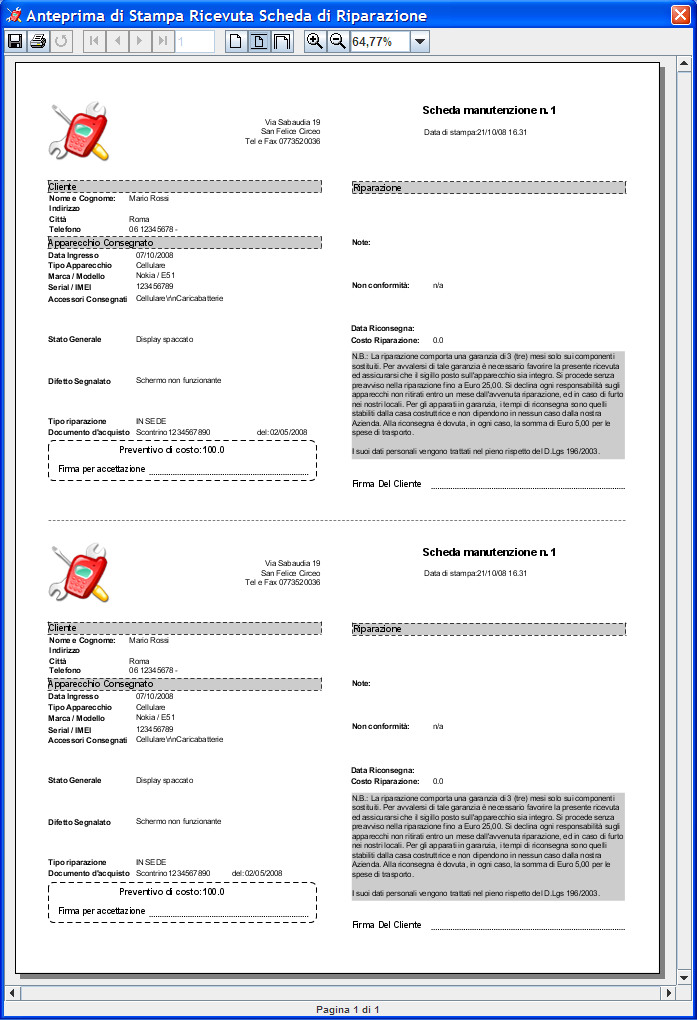 Anteprima di Stampa Ricevuta Scheda di Riparazione
1
64,77%
Via Sabaudia 19
San Felice Circeo
Tel e Fax 0773520036
Scheda manutenzione n. 1
Data di stampa:21/10/08 16.31
Cliente
Nome e Cognome: Mario Rossi
Indirizzo
Città Roma
Telefono 06 12345678 -
Apparecchio Consegnato
Data Ingresso 07/10/2008
Tipo Apparecchio Cellulare
Marca / Modello Nokia / E51
Serial / IMEI 123456789
Accessori Consegnati Cellulare\r\nCaricabatterie
Stato Generale Display spaccato
Difetto Segnalato Schermo non funzionante
Tipo riparazione IN SEDE
Documento d'acquisto Scontrino 1234567890 del:02/05/2008
Preventivo di costo:100.0
Firma per accettazione
Riparazione
Note:
Non conformità: n/a
Data Riconsegna:
Costo Riparazione: 0.0
N.B.: La riparazione comporta una garanzia di 3 (tre) mesi solo sui componenti
sostituiti. Per avvalersi di tale garanzia è necessario favorire la presente ricevuta
ed assicurarsi che il sigillo posto sull'apparecchio sia integro. Si procede senza
preavviso nella riparazione fino a Euro 25,00. Si declina ogni responsabilità sugli
apparecchi non ritirati entro un mese dall'avvenuta riparazione, ed in caso di furto
nei nostri locali. Per gli apparati in garanzia, i tempi di riconsegna sono quelli
stabiliti dalla casa costruttrice e non dipendono in nessun caso dalla nostra
Azienda. Alla riconsegna è dovuta, in ogni caso, la somma di Euro 5,00 per le
spese di trasporto.
I suoi dati personali vengono trattati nel pieno rispetto del D.Lgs 196/2003.
Firma Del Cliente
Via Sabaudia 19
San Felice Circeo
Tel e Fax 0773520036
Scheda manutenzione n. 1
Data di stampa:21/10/08 16.31
Cliente
Nome e Cognome: Mario Rossi
Indirizzo
Città Roma
Telefono 06 12345678 -
Apparecchio Consegnato
Data Ingresso 07/10/2008
Tipo Apparecchio Cellulare
Marca / Modello Nokia / E51
Serial / IMEI 123456789
Accessori Consegnati Cellulare\r\nCaricabatterie
Stato Generale Display spaccato
Difetto Segnalato Schermo non funzionante
Tipo riparazione IN SEDE
Documento d'acquisto Scontrino 1234567890 del:02/05/2008
Preventivo di costo:100.0
Firma per accettazione
Riparazione
Note:
Non conformità: n/a
Data Riconsegna:
Costo Riparazione: 0.0
N.B.: La riparazione comporta una garanzia di 3 (tre) mesi solo sui componenti
sostituiti. Per avvalersi di tale garanzia è necessario favorire la presente ricevuta
ed assicurarsi che il sigillo posto sull'apparecchio sia integro. Si procede senza
preavviso nella riparazione fino a Euro 25,00. Si declina ogni responsabilità sugli
apparecchi non ritirati entro un mese dall'avvenuta riparazione, ed in caso di furto
nei nostri locali. Per gli apparati in garanzia, i tempi di riconsegna sono quelli
stabiliti dalla casa costruttrice e non dipendono in nessun caso dalla nostra
Azienda. Alla riconsegna è dovuta, in ogni caso, la somma di Euro 5,00 per le
spese di trasporto.
I suoi dati personali vengono trattati nel pieno rispetto del D.Lgs 196/2003.
Firma Del Cliente
Pagina 1 di 1